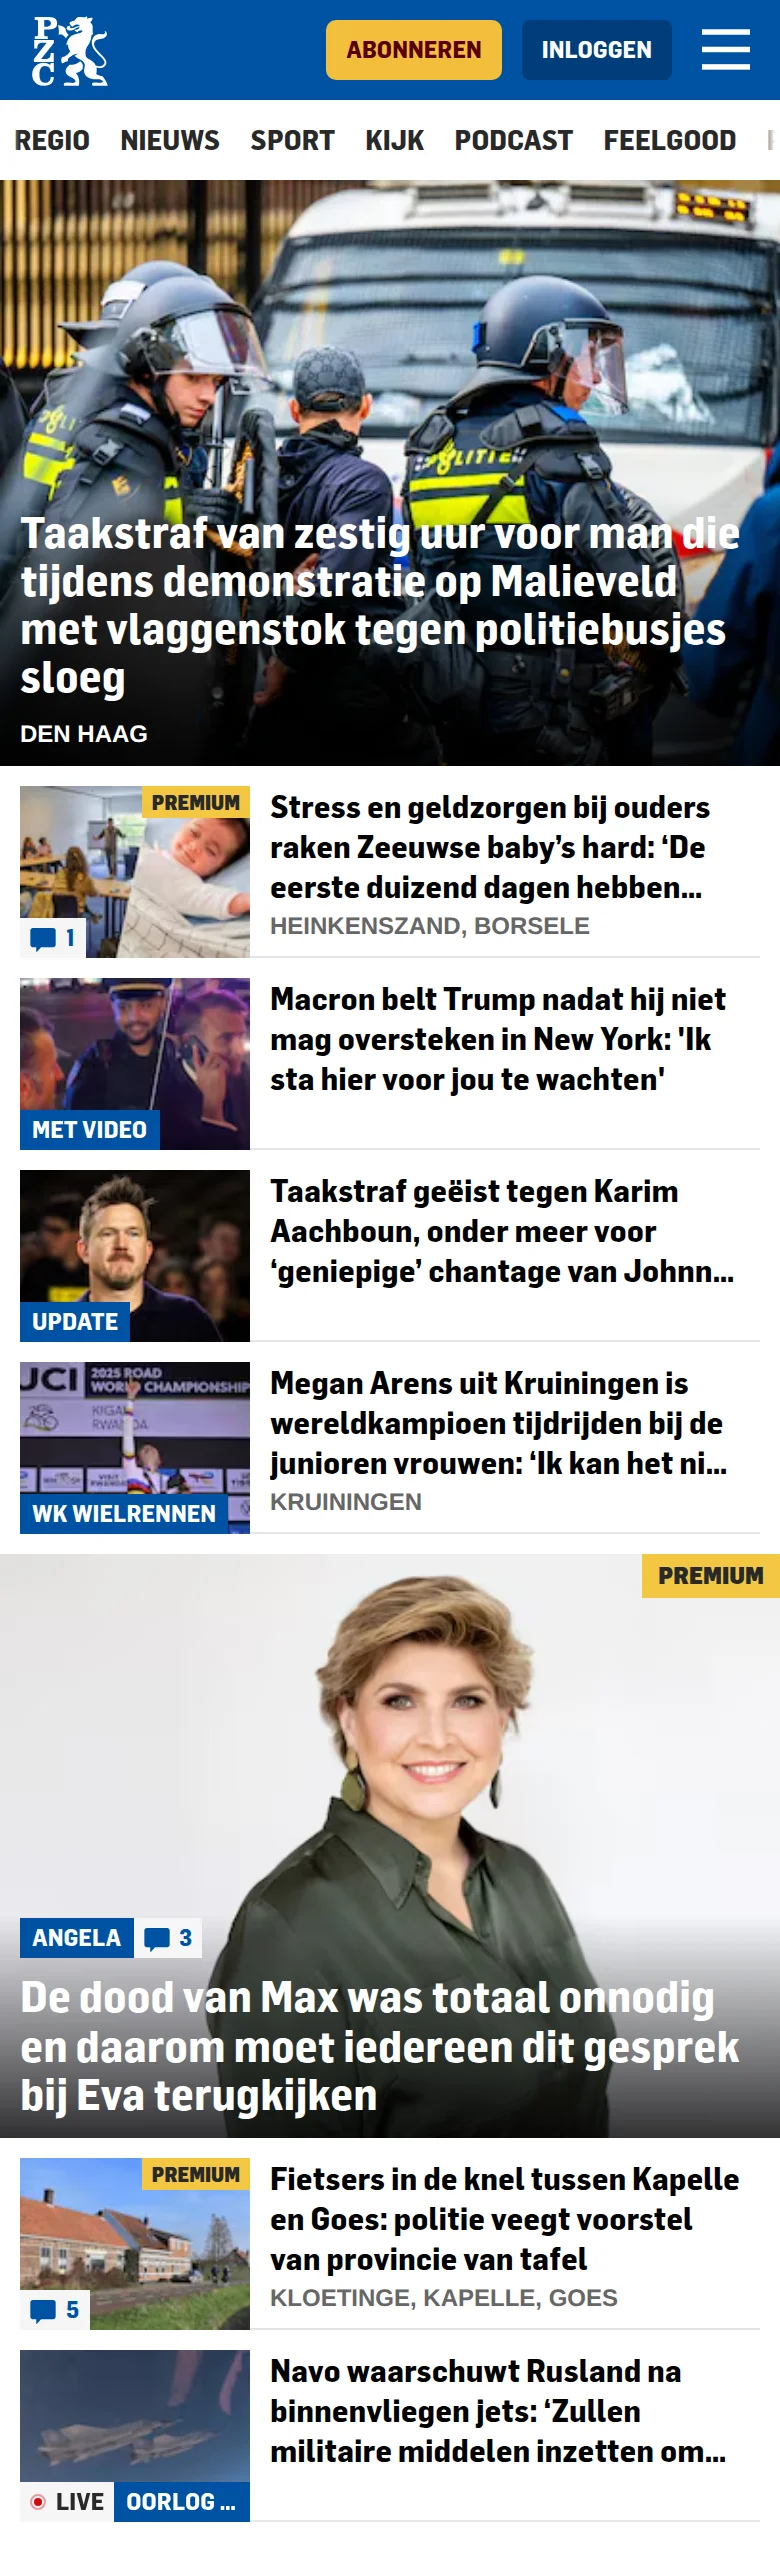 PZC
ABONNEREN
INLOGGEN
REGIO NIEUWS SPORT KIJK PODCAST FEELGOOD
POLITIE
POLITIE
Taakstraf van zestig uur voor man die
tijdens demonstratie op Malieveld
met vlaggenstok tegen politiebusjes
sloeg
DEN HAAG
PREMIUM
1
Stress en geldzorgen bij ouders
raken Zeeuwse baby’s hard: ‘De
eerste duizend dagen hebben...
HEINKENSZAND, BORSELE
MET VIDEO
Macron belt Trump nadat hij niet
mag oversteken in New York: 'Ik
sta hier voor jou te wachten'
UPDATE
Taakstraf geëist tegen Karim
Aachboun, onder meer voor
‘geniepige’ chantage van Johnn...
UCI 2025 ROAD
WORLD CHAMPIONSHIP
KIGALI
RWANDA
WK WIELRENNEN
Megan Arens uit Kruiningen is
wereldkampioen tijdrijden bij de
junioren vrouwen: ‘Ik kan het ni...
KRUININGEN
PREMIUM
ANGELA 3
De dood van Max was totaal onnodig
en daarom moet iedereen dit gesprek
bij Eva terugkijken
PREMIUM
5
Fietsers in de knel tussen Kapelle
en Goes: politie veegt voorstel
van provincie van tafel
KLOETINGE, KAPELLE, GOES
LIVE OORLOG ...
Navo waarschuwt Rusland na
binnenvliegen jets: ‘Zullen
militaire middelen inzetten om...